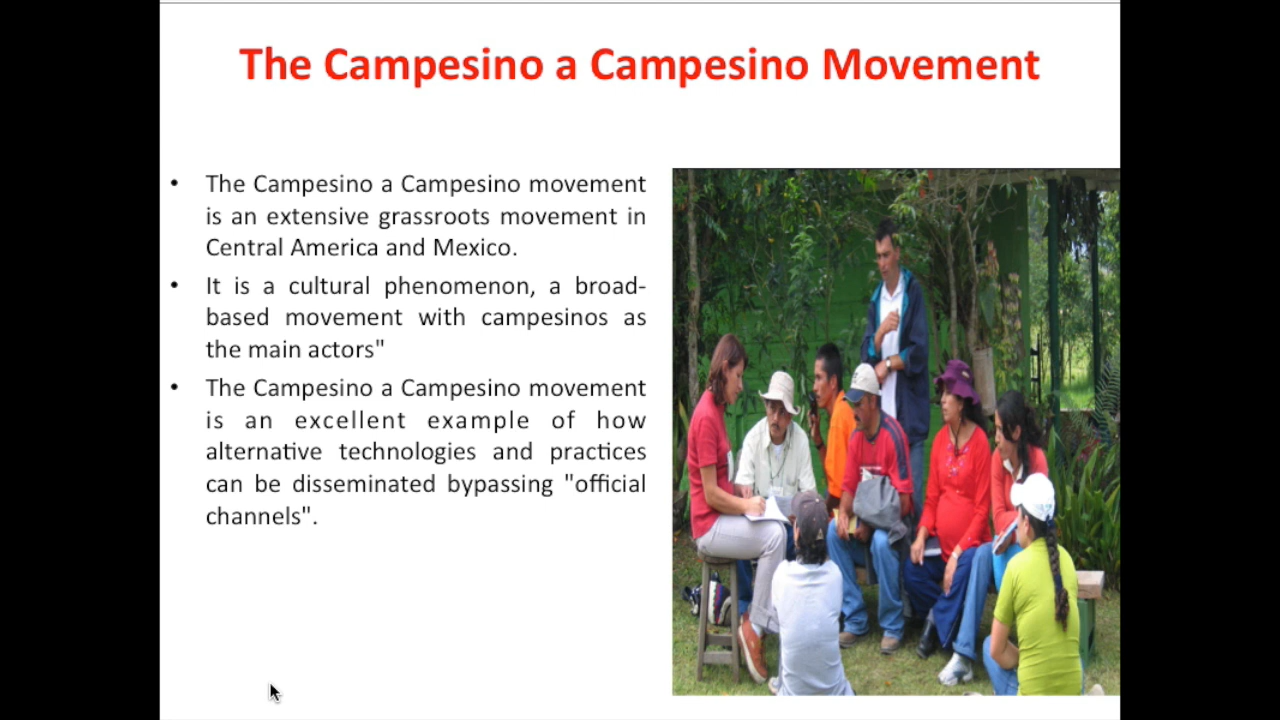 The Campesino a Campesino Movement
• The Campesino a Campesino movement
is an extensive grassroots movement in
Central America and Mexico.
• It is a cultural phenomenon, a broad-
based movement with campesinos as
the main actors"
• The Campesino a Campesino movement
is an excellent example of how
alternative technologies and practices
can be disseminated bypassing "official
channels".